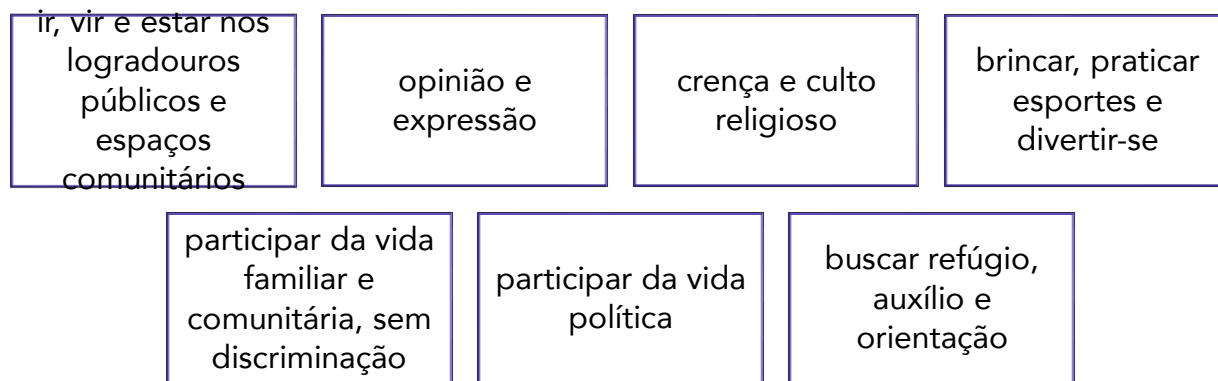 ir, vir e estar nos
logradouros
públicos e
espaços
comunitários
opinião e
expressão
crença e culto
religioso
brincar, praticar
esportes e
divertir-se
participar da vida
familiar e
comunitária, sem
discriminação
participar da vida
política
buscar refúgio,
auxílio e
orientação